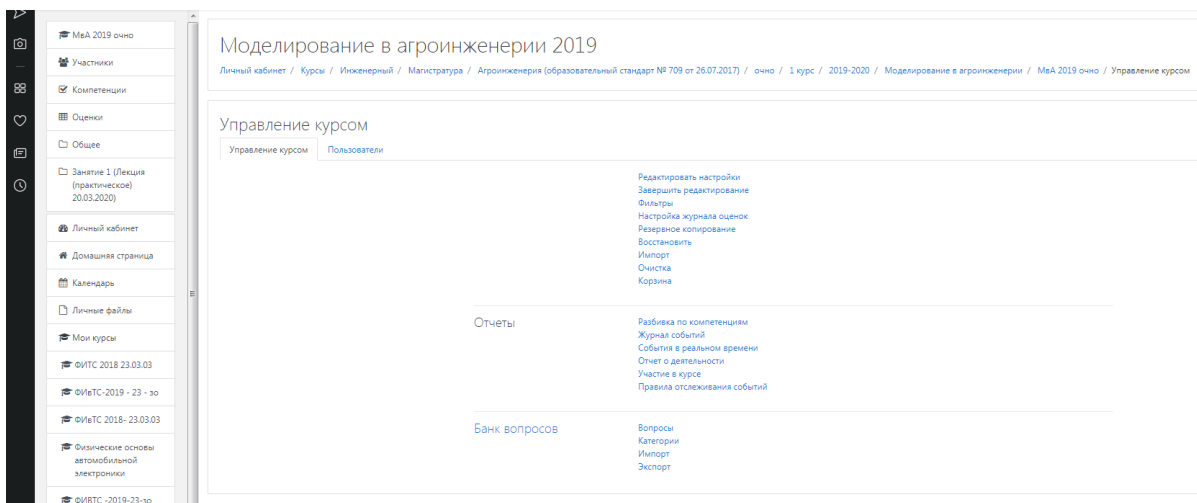 МвА 2019 очно
Участники
Компетенции
Оценки
Общее
Занятие 1 (Лекция
(практическое)
20.03.2020)
Личный кабинет
Домашняя страница
Календарь
Личные файлы
Мои курсы
ФИТС 2018 23.03.03
ФИвТС-2019 - 23 - зо
ФИвТС 2018- 23.03.03
Физические основы
автомобильной
электроники
ФИВТС -2019-23-зо
Моделирование в агроинженерии 2019
Личный кабинет / Курсы / Инженерный / Магистратура / Агроинженерия (образовательный стандарт № 709 от 26.07.2017) / очно / 1 курс / 2019-2020 / Моделирование в агроинженерии / МвА 2019 очно / Управление курсом
Управление курсом
Управление курсом Пользователи
Редактировать настройки
Завершить редактирование
Фильтры
Настройка журнала оценок
Резервное копирование
Восстановить
Импорт
Очистка
Корзина
Отчеты
Разбивка по компетенциям
Журнал событий
События в реальном времени
Отчет о деятельности
Участие в курсе
Правила отслеживания событий
Банк вопросов
Вопросы
Категории
Импорт
Экспорт